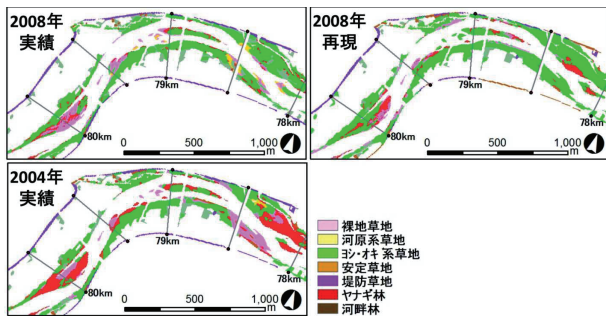 2008年
実績
79km
78km
80km
0 500 1,000
m
2008年
再現
79km
78km
80km
0 500 1,000
m
2004年
実績
79km
78km
80km
0 500 1,000
m
裸地草地
河原系草地
ヨシ・オギ系草地
安定草地
堤防草地
ヤナギ林
河畔林